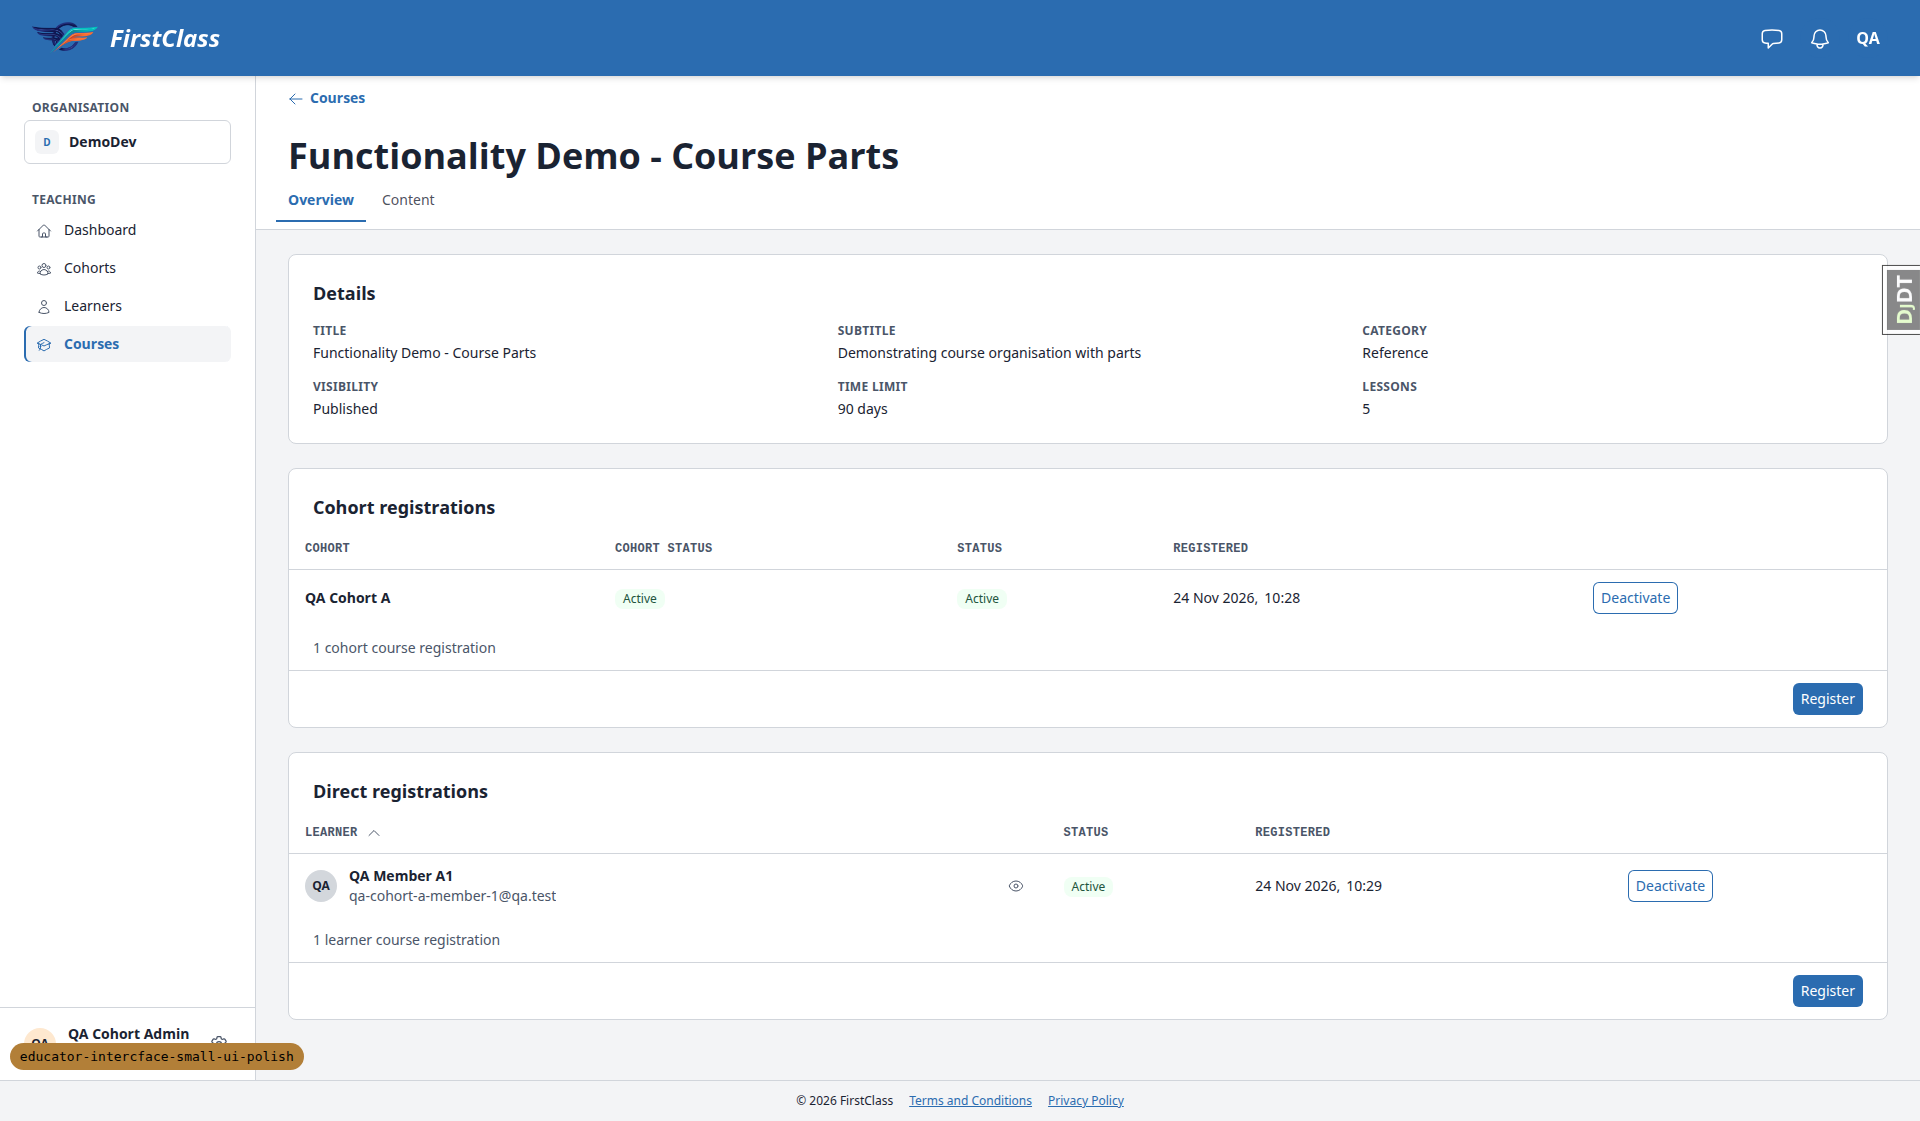 FirstClass
QA
ORGANISATION
D DemoDev
TEACHING
Dashboard
Cohorts
Learners
Courses
Courses
Functionality Demo - Course Parts
Overview Content
Details
TITLE SUBTITLE CATEGORY
Functionality Demo - Course Parts Demonstrating course organisation with parts Reference
VISIBILITY TIME LIMIT LESSONS
Published 90 days 5
Cohort registrations
COHORT COHORT STATUS STATUS REGISTERED
QA Cohort A Active Active 24 Nov 2026, 10:28 Deactivate
1 cohort course registration
Register
Direct registrations
LEARNER STATUS REGISTERED
QA QA Member A1
qa-cohort-a-member-1@qa.test Active 24 Nov 2026, 10:29 Deactivate
1 learner course registration
Register
DjDT
QA Cohort Admin
educator-intercface-small-ui-polish
© 2026 FirstClass Terms and Conditions Privacy Policy